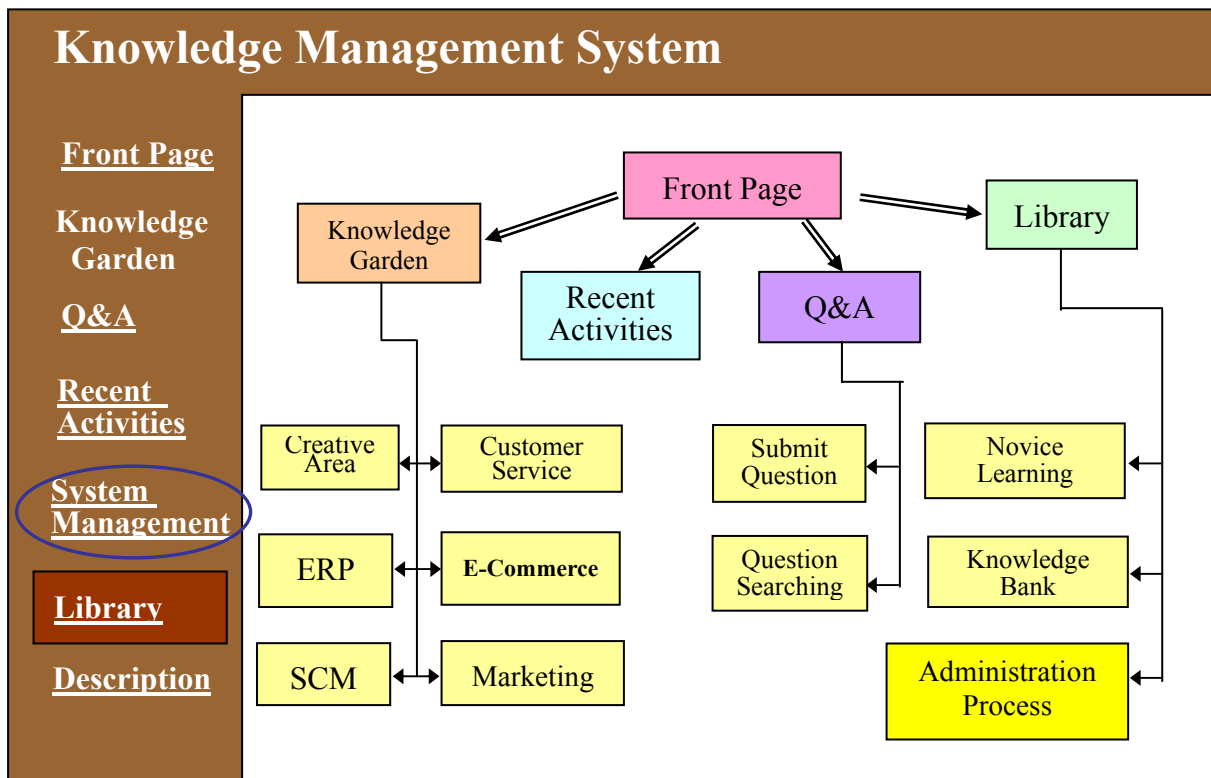 Knowledge Management System
Front Page
Knowledge
Garden
Q&A
Recent
Activities
System
Management
Library
Description
Front Page
Knowledge
Garden
Recent
Activities
Q&A
Library
Creative
Area
Customer
Service
ERP
E-Commerce
SCM
Marketing
Submit
Question
Question
Searching
Novice
Learning
Knowledge
Bank
Administration
Process